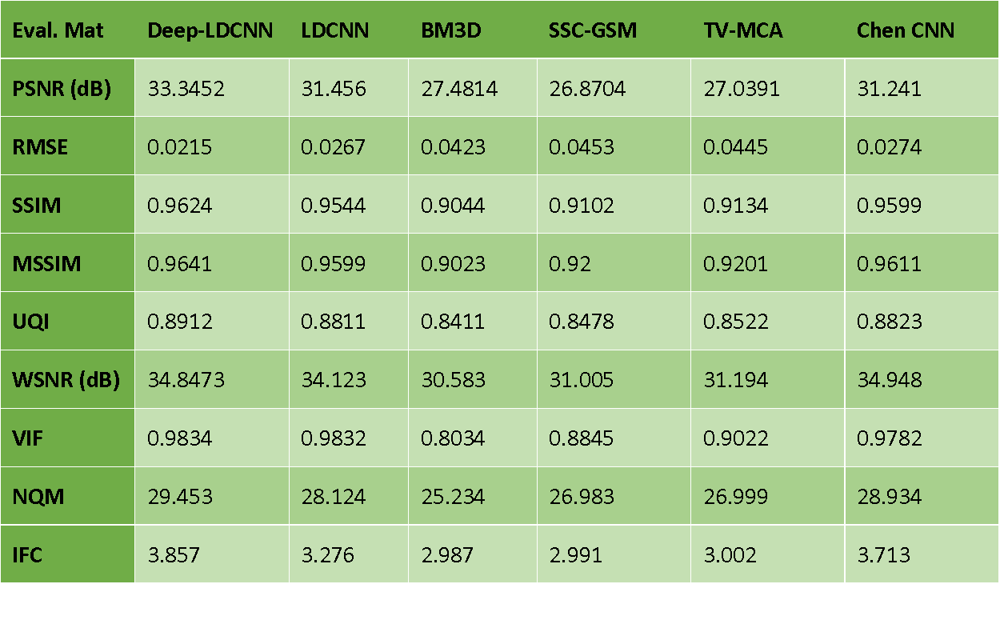 Eval. Mat Deep-LDCNN LDCNN BM3D SSC-GSM TV-MCA Chen CNN
PSNR (dB) 33.3452 31.456 27.4814 26.8704 27.0391 31.241
RMSE 0.0215 0.0267 0.0423 0.0453 0.0445 0.0274
SSIM 0.9624 0.9544 0.9044 0.9102 0.9134 0.9599
MSSIM 0.9641 0.9599 0.9023 0.92 0.9201 0.9611
UQI 0.8912 0.8811 0.8411 0.8478 0.8522 0.8823
WSNR (dB) 34.8473 34.123 30.583 31.005 31.194 34.948
VIF 0.9834 0.9832 0.8034 0.8845 0.9022 0.9782
NQM 29.453 28.124 25.234 26.983 26.999 28.934
IFC 3.857 3.276 2.987 2.991 3.002 3.713